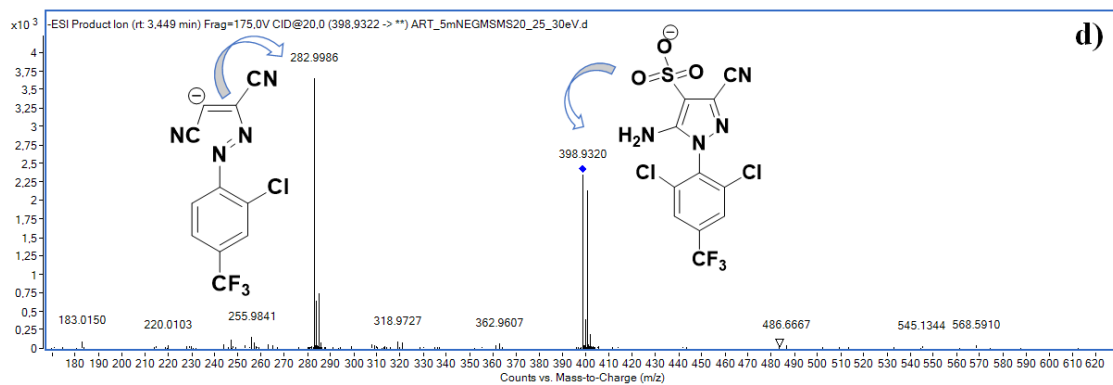 -ESI Product Ion (rt: 3,449 min) Frag=175,0V CID@20,0 (398,9322 -> **) ART_5mNEGMSMS20_25_30eV.d
d)
x10 3
4
3.75
3.5
3.25
3
2.75
2.5
2.25
2
1.75
1.5
1.25
1
0.75
0,5
0.25
0
282.9986
398.9320
183.0150
220.0103
255.9841
318.9727
362.9607
486.6667
545.1344
568.5910
CN
NC
N
N
Cl
CF3
O
O
S
O
CN
H2N
N
N
Cl
Cl
CF3
180 190 200 210 220 230 240 250 260 270 280 290 300 310 320 330 340 350 360 370 380 390 400 410 420 430 440 450 460 470 480 490 500 510 520 530 540 550 560 570 580 590 600 610 620
Counts vs. Mass-to-Charge (m/z)